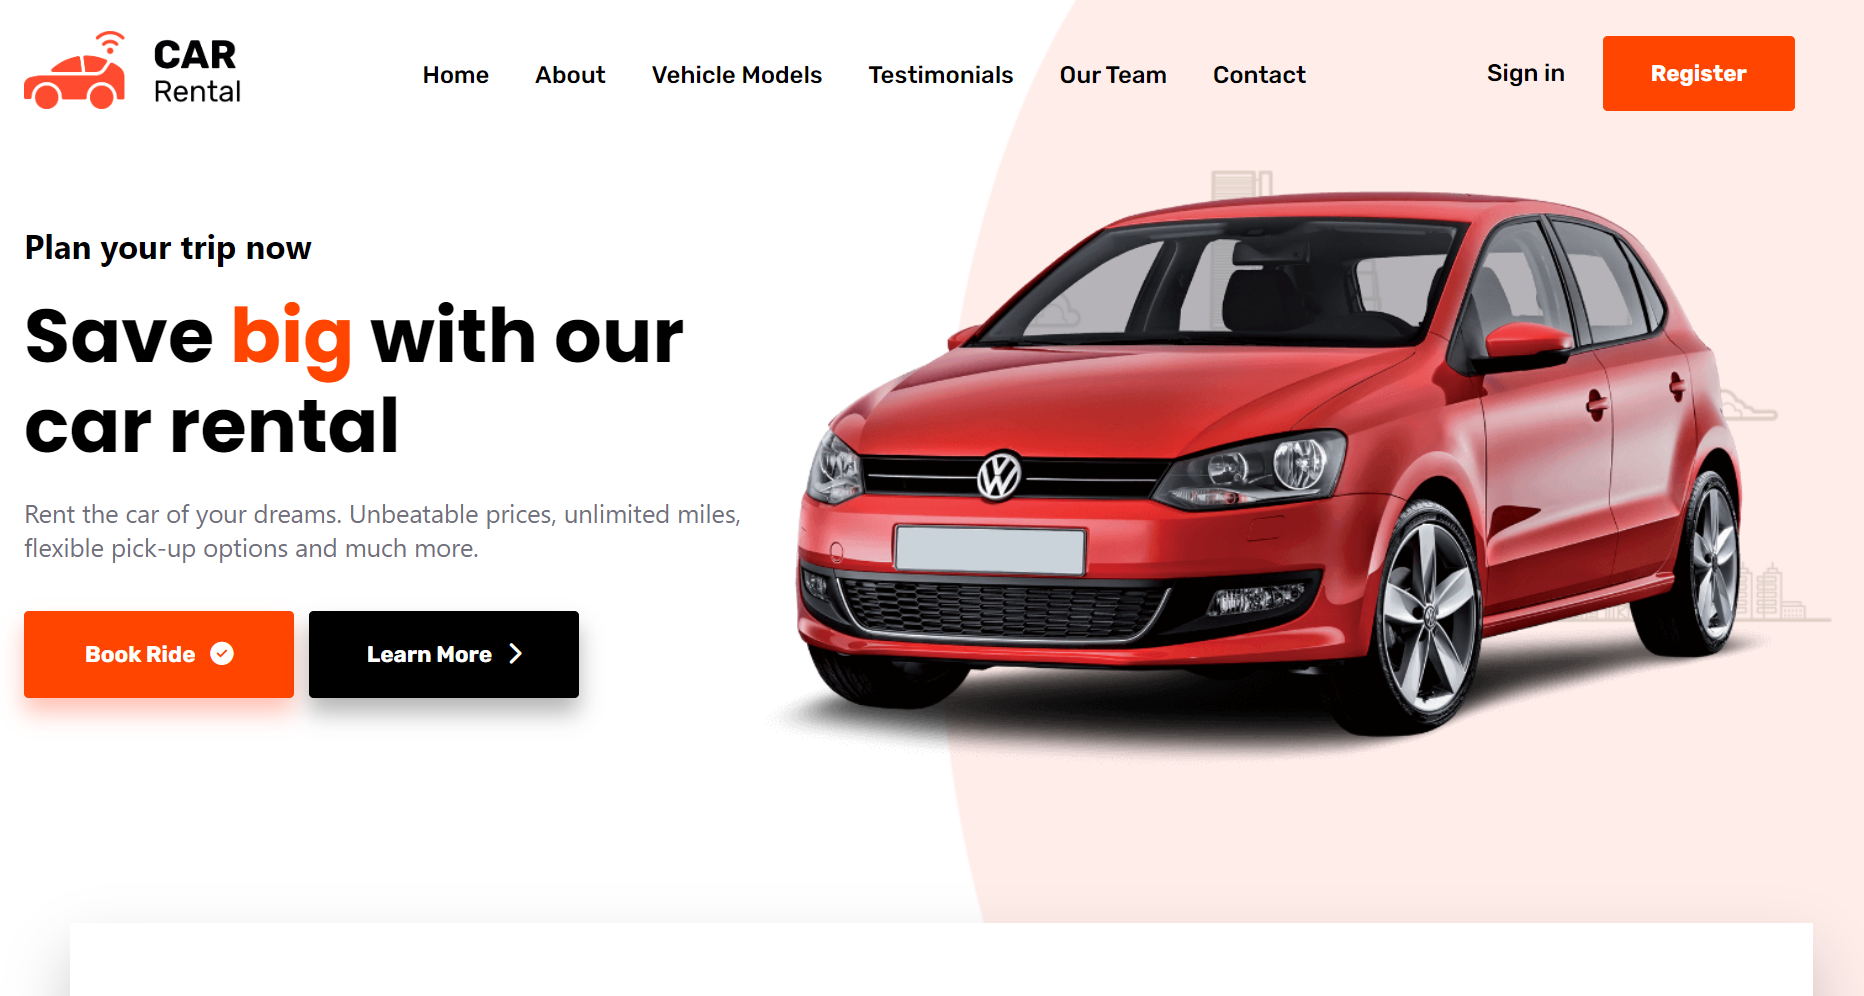 CAR
Rental
Home About Vehicle Models Testimonials Our Team Contact Sign in Register
Plan your trip now
Save big with our
car rental
Rent the car of your dreams. Unbeatable prices, unlimited miles,
flexible pick-up options and much more.
Book Ride Learn More